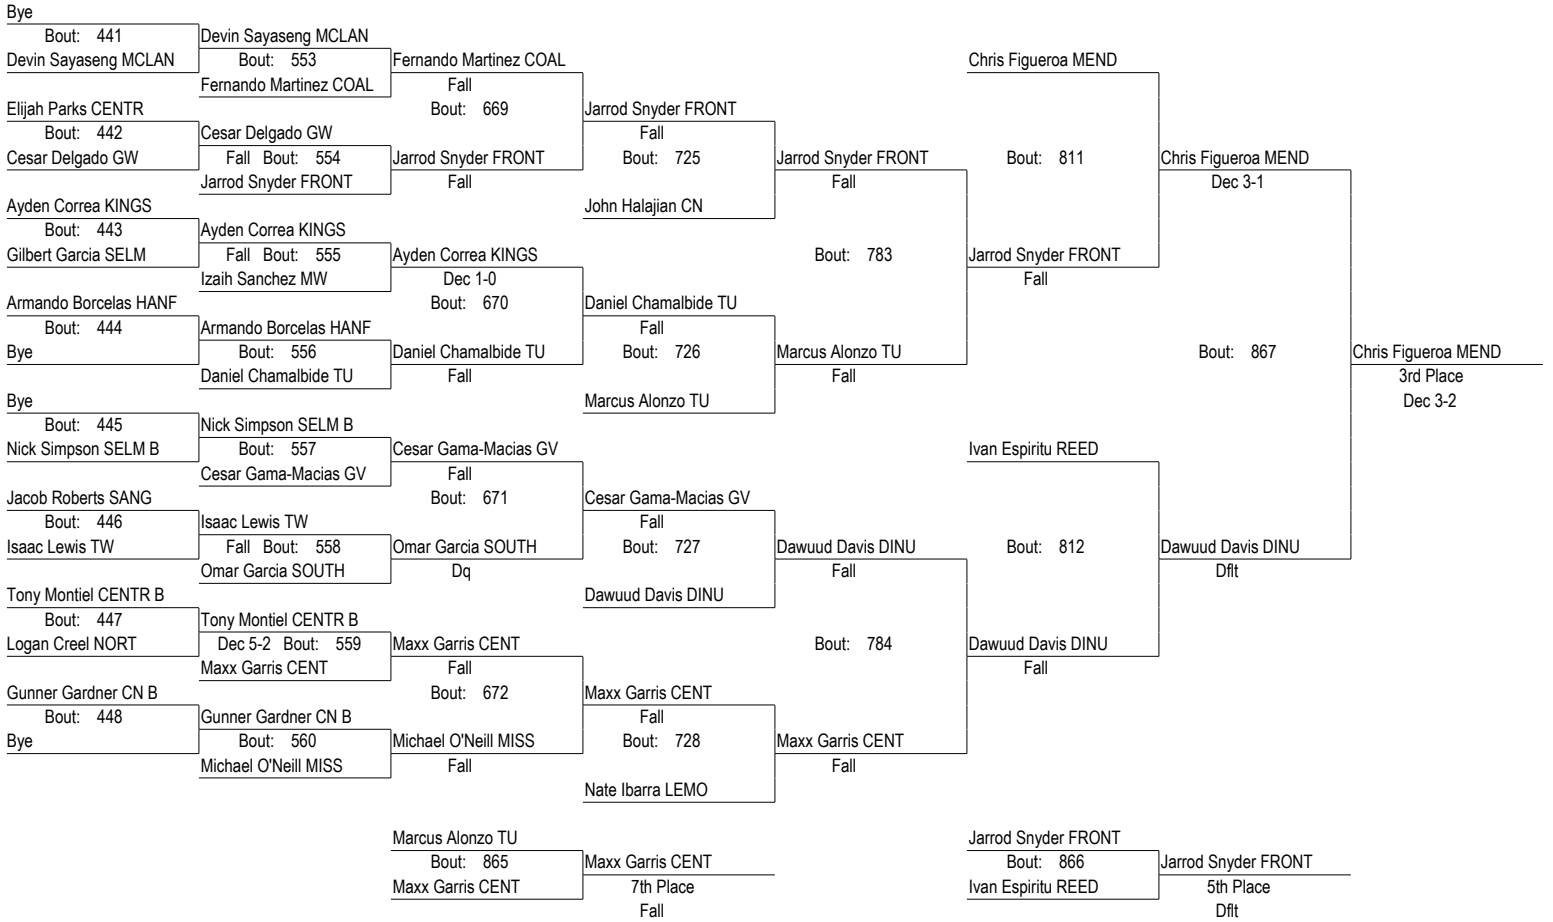 Bye
Bout: 441 Devin Sayaseng MCLAN
Devin Sayaseng MCLAN Bout: 553 Fernando Martinez COAL Chris Figueroa MEND
Fernando Martinez COAL Fall
Elijah Parks CENTR Bout: 669 Jarrod Snyder FRONT
Bout: 442 Cesar Delgado GW Fall
Cesar Delgado GW Fall Bout: 554 Jarrod Snyder FRONT Bout: 725 Jarrod Snyder FRONT Bout: 811 Chris Figueroa MEND
Jarrod Snyder FRONT Fall Fall Dec 3-1
Ayden Correa KINGS John Halajian CN
Bout: 443 Ayden Correa KINGS
Gilbert Garcia SELM Fall Bout: 555 Ayden Correa KINGS Bout: 783 Jarrod Snyder FRONT
Izaih Sanchez MW Dec 1-0 Fall
Armando Borcelas HANF Bout: 670 Daniel Chamalbide TU
Bout: 444 Armando Borcelas HANF Fall
Bye Bout: 556 Daniel Chamalbide TU Bout: 726 Marcus Alonzo TU Bout: 867 Chris Figueroa MEND
Daniel Chamalbide TU Fall Fall 3rd Place
Bye Marcus Alonzo TU Dec 3-2
Bout: 445 Nick Simpson SELM B
Nick Simpson SELM B Bout: 557 Cesar Gama-Macias GV Ivan Espiritu REED
Cesar Gama-Macias GV Fall
Jacob Roberts SANG Bout: 671 Cesar Gama-Macias GV
Bout: 446 Isaac Lewis TW Fall
Isaac Lewis TW Fall Bout: 558 Omar Garcia SOUTH Bout: 727 Dawuud Davis DINU Bout: 812 Dawuud Davis DINU
Omar Garcia SOUTH Dq Fall Dflt
Tony Montiel CENTR B Dawuud Davis DINU
Bout: 447 Tony Montiel CENTR B
Logan Creel NORT Dec 5-2 Bout: 559 Maxx Garris CENT Bout: 784 Dawuud Davis DINU
Maxx Garris CENT Fall Fall
Gunner Gardner CN B Bout: 672 Maxx Garris CENT
Bout: 448 Gunner Gardner CN B Fall
Bye Bout: 560 Michael O'Neill MISS Bout: 728 Maxx Garris CENT
Michael O'Neill MISS Fall Fall
Nate Ibarra LEMO
Marcus Alonzo TU Jarrod Snyder FRONT
Bout: 865 Maxx Garris CENT Bout: 866 Jarrod Snyder FRONT
Maxx Garris CENT 7th Place Ivan Espiritu REED 5th Place
Fall Dflt